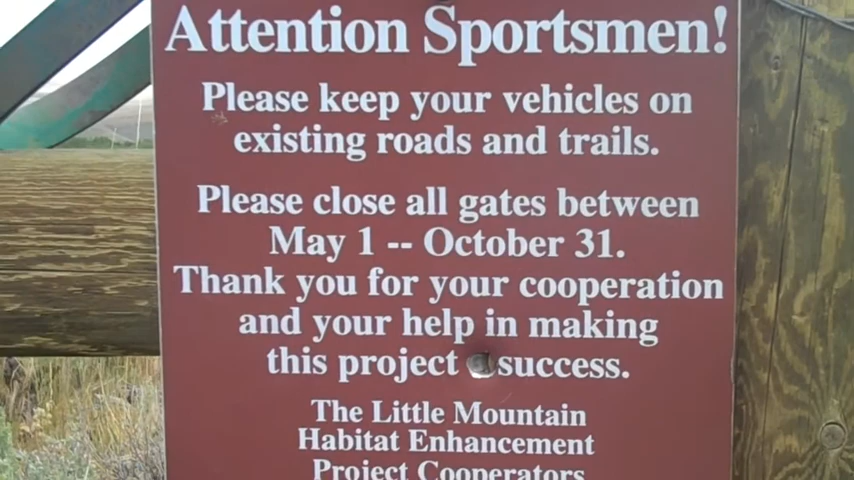 Attention Sportsmen!
Please keep your vehicles on
existing roads and trails.
Please close all gates between
May 1 -- October 31.
Thank you for your cooperation
and your help in making
this project success.
The Little Mountain
Habitat Enhancement
Project Cooperators